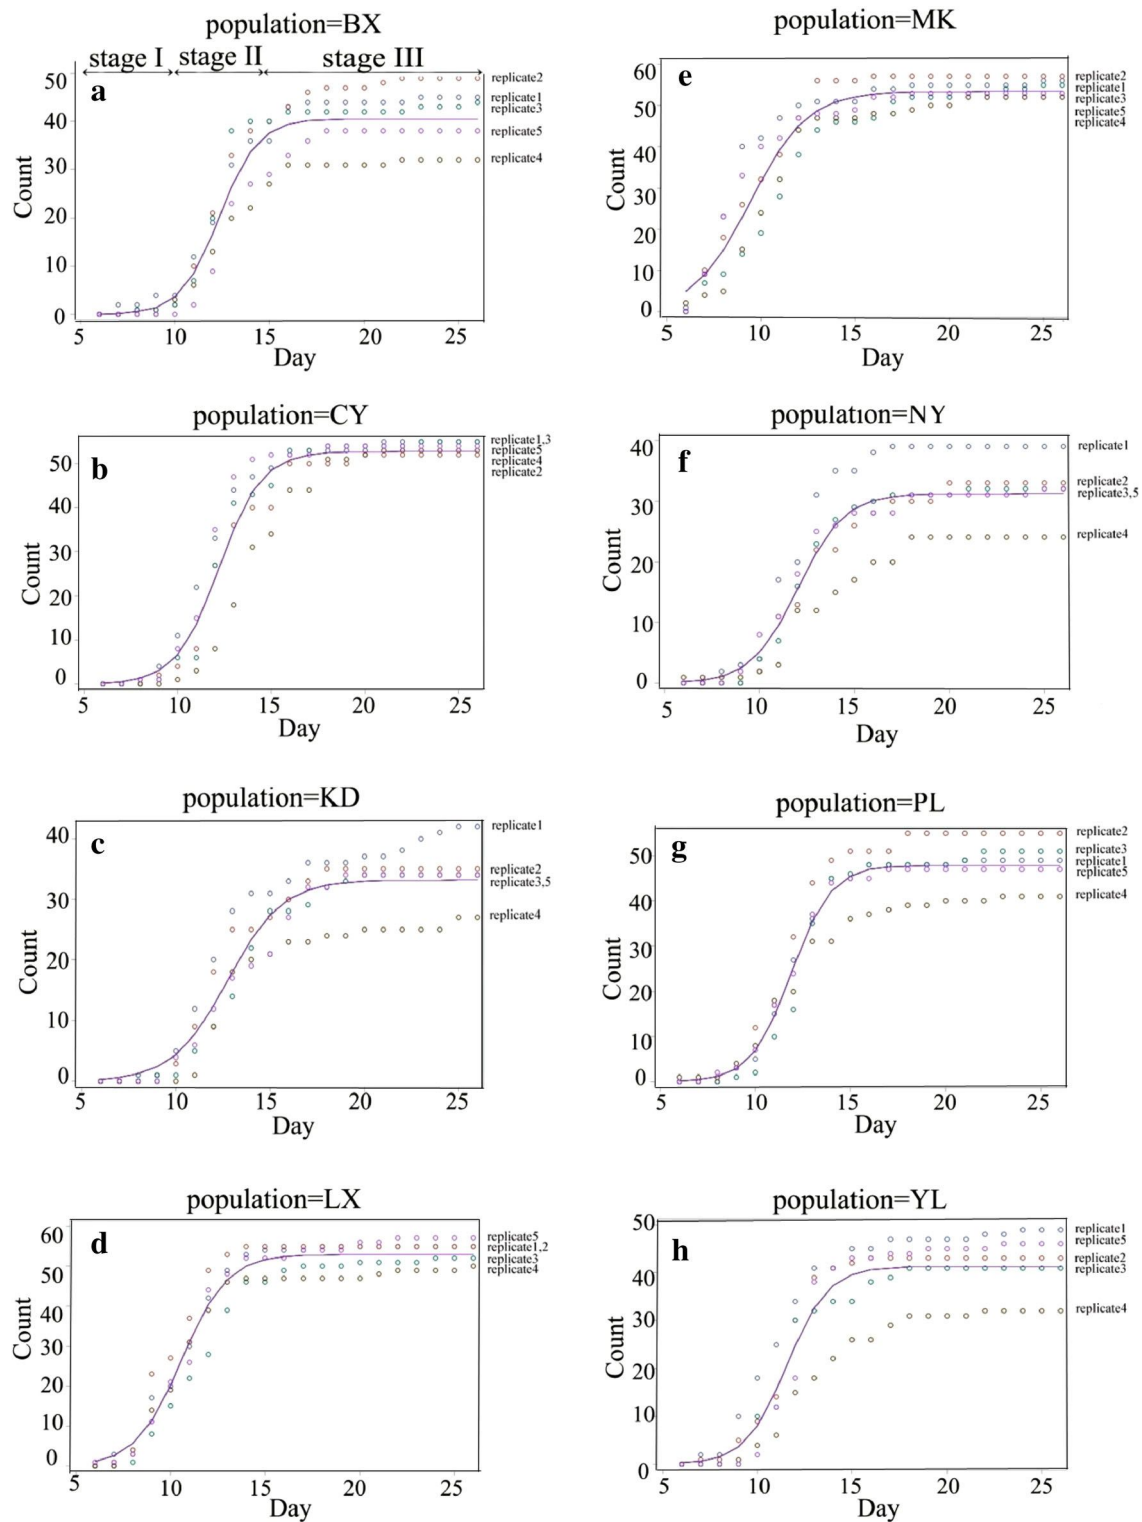 population=BX
stage I stage II stage III
a
50
40
30
20
10
0
Count
5 10 15 20 25
Day
replicate2
replicate1
replicate3
replicate5
replicate4
population=CY
b
50
40
30
20
10
0
Count
5 10 15 20 25
Day
replicate1,3
replicate5
replicate4
replicate2
population=KD
c
40
30
20
10
0
Count
5 10 15 20 25
Day
replicate1
replicate2
replicate3,5
replicate4
population=LX
d
60
50
40
30
20
10
0
Count
5 10 15 20 25
Day
replicate5
replicate1,2
replicate3
replicate4
population=MK
e
60
50
40
30
20
10
0
Count
5 10 15 20 25
Day
replicate2
replicate1
replicate3
replicate5
replicate4
population=NY
f
40
30
20
10
0
Count
5 10 15 20 25
Day
replicate1
replicate2
replicate3,5
replicate4
population=PL
g
50
40
30
20
10
0
Count
5 10 15 20 25
Day
replicate2
replicate3
replicate1
replicate5
replicate4
population=YL
h
50
40
30
20
10
0
Count
5 10 15 20 25
Day
replicate1
replicate5
replicate2
replicate3
replicate4